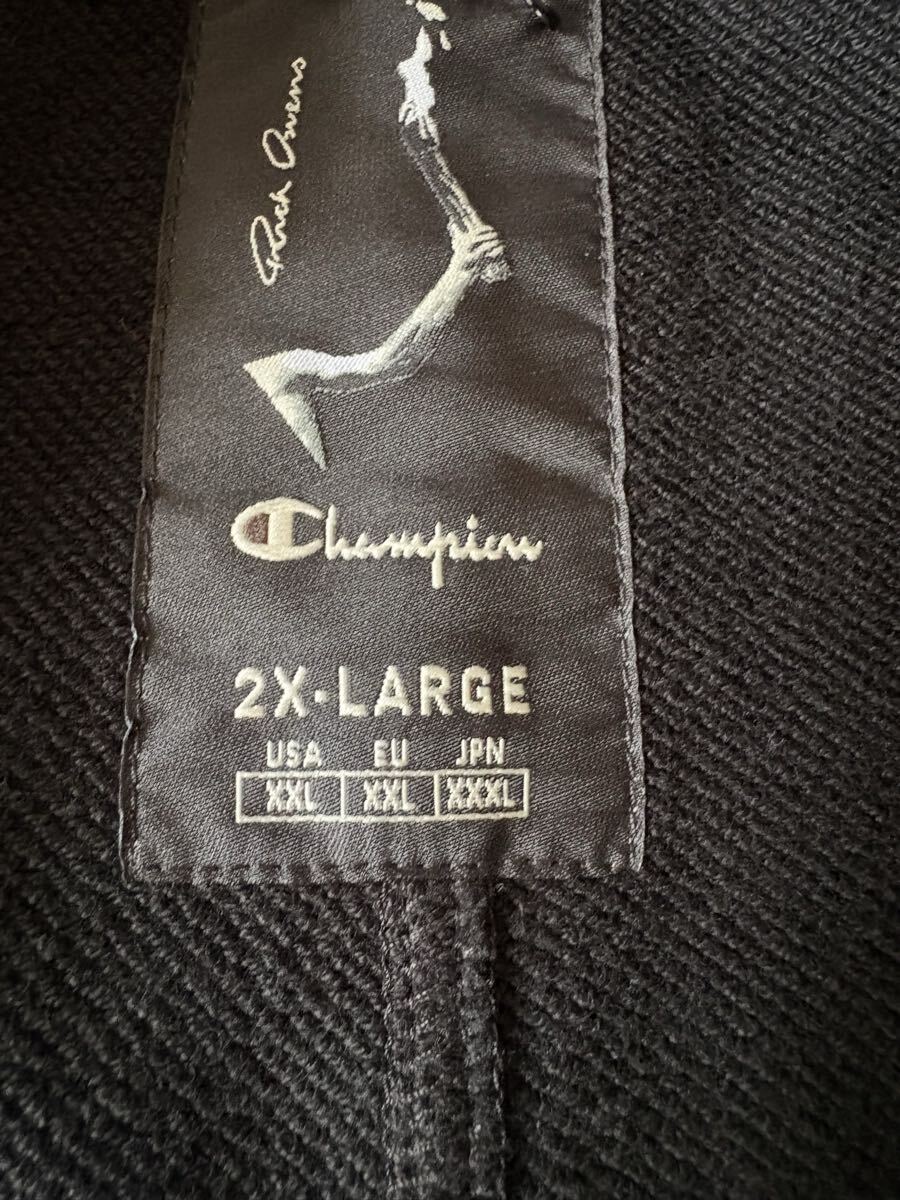 Rick Owens
Champion
2X-LARGE
USA EU JPN
XXL XXL XXXL